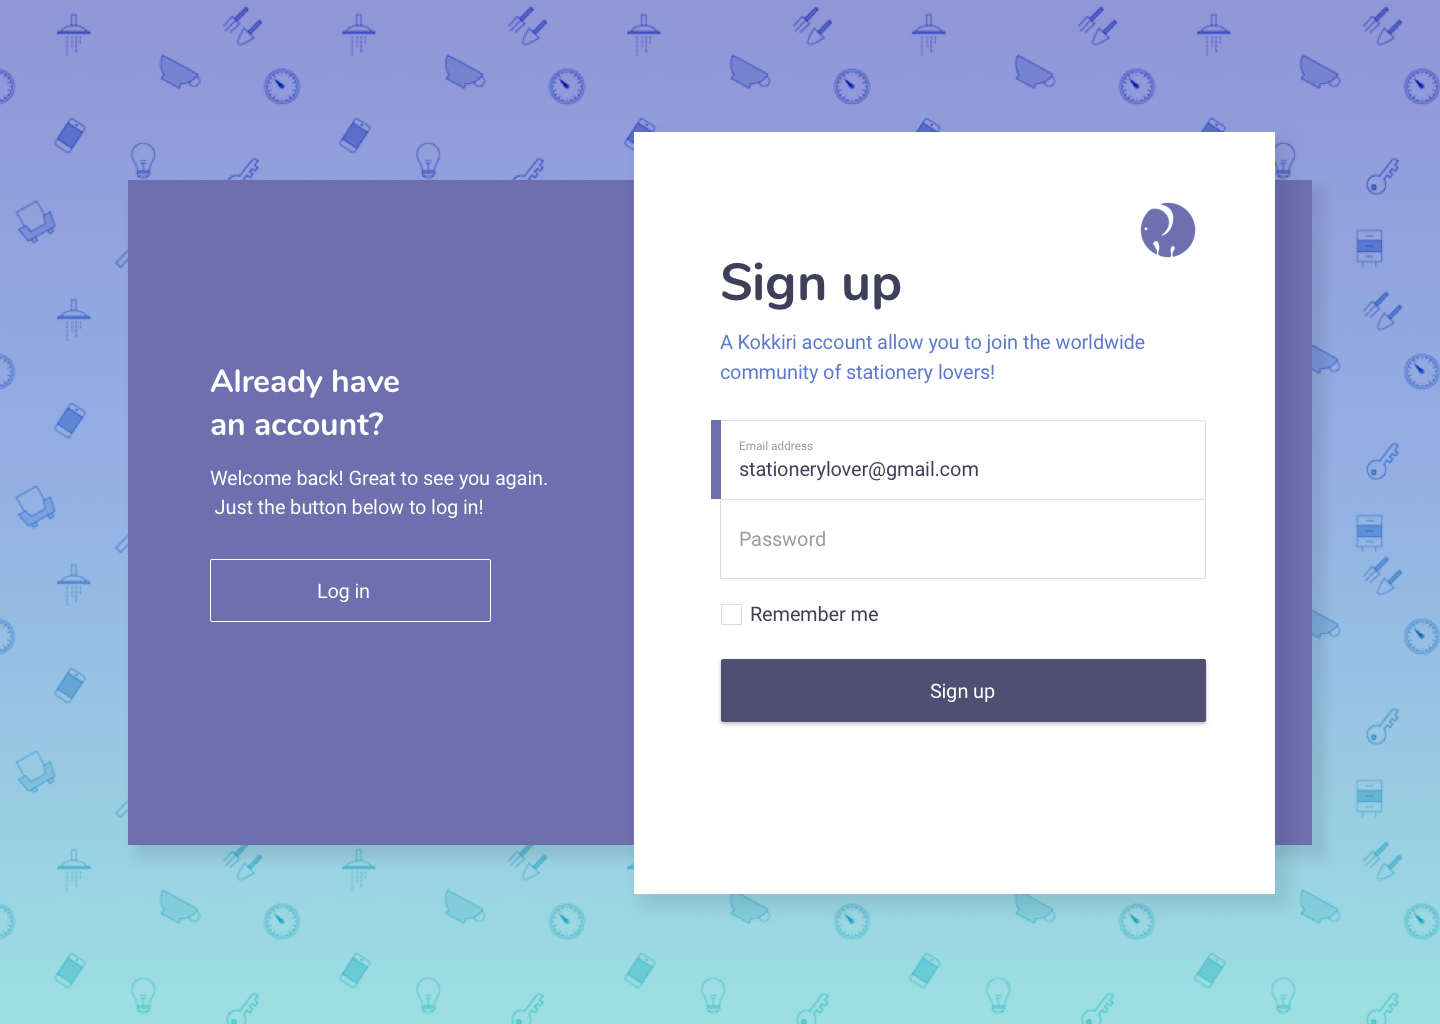 Already have
an account?
Welcome back! Great to see you again.
Just the button below to log in!
Log in
Sign up
A Kokkiri account allow you to join the worldwide
community of stationery lovers!
Email address
stationerylover@gmail.com
Password
Remember me
Sign up